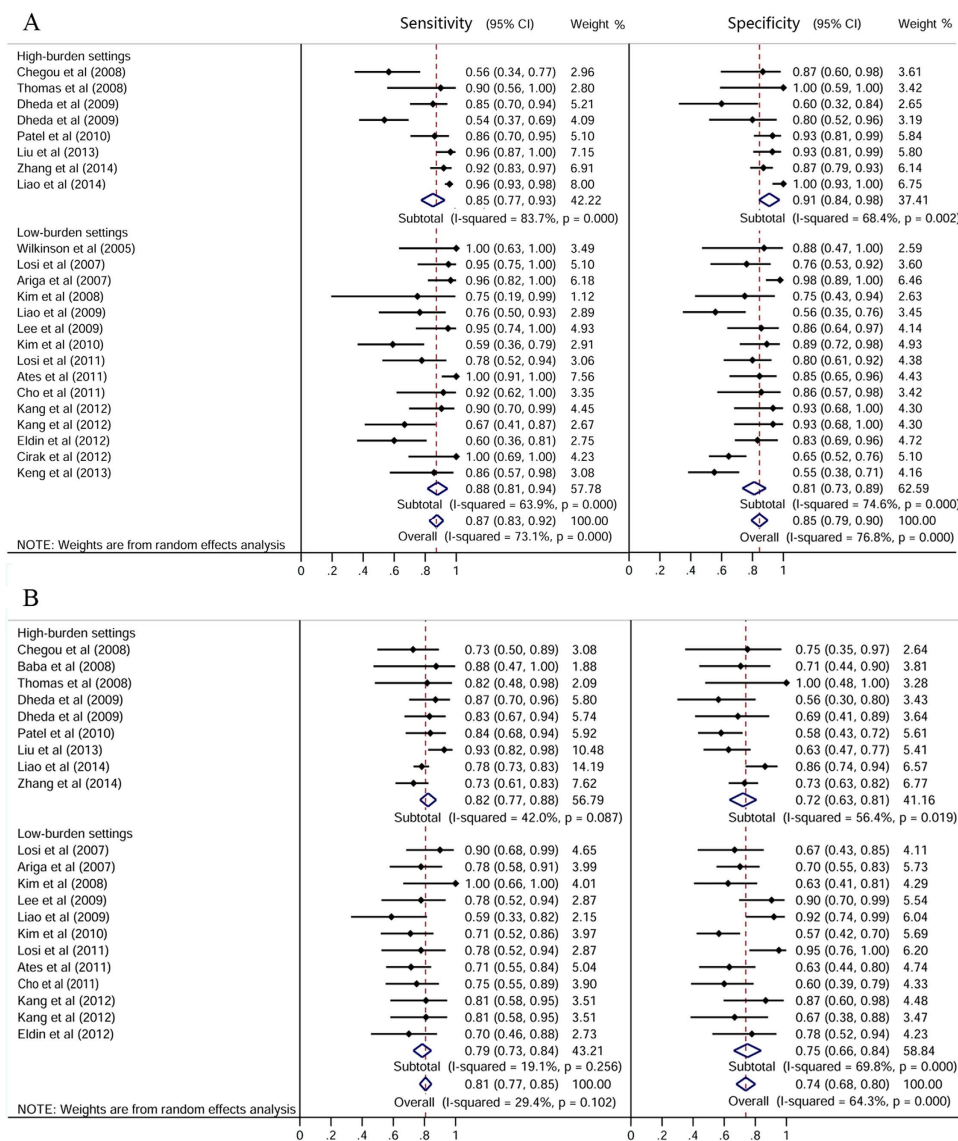 A
Sensitivity (95% CI) Weight % Specificity (95% CI) Weight %
High-burden settings
Chegou et al (2008) 0.56 (0.34, 0.77) 2.96 0.87 (0.60, 0.98) 3.61
Thomas et al (2008) 0.90 (0.56, 1.00) 2.80 1.00 (0.59, 1.00) 3.42
Dheda et al (2009) 0.85 (0.70, 0.94) 5.21 0.60 (0.32, 0.84) 2.65
Dheda et al (2009) 0.54 (0.37, 0.69) 4.09 0.80 (0.52, 0.96) 3.19
Patel et al (2010) 0.86 (0.70, 0.95) 5.10 0.93 (0.81, 0.99) 5.84
Liu et al (2013) 0.96 (0.87, 1.00) 7.15 0.93 (0.81, 0.99) 5.80
Zhang et al (2014) 0.92 (0.83, 0.97) 6.91 0.87 (0.79, 0.93) 6.14
Liao et al (2014) 0.96 (0.93, 0.98) 8.00 1.00 (0.93, 1.00) 6.75
0.85 (0.77, 0.93) 42.22 0.91 (0.84, 0.98) 37.41
Subtotal (I-squared = 83.7%, p = 0.000) Subtotal (I-squared = 68.4%, p = 0.002)
Low-burden settings
Wilkinson et al (2005) 1.00 (0.63, 1.00) 3.49 0.88 (0.47, 1.00) 2.59
Losi et al (2007) 0.95 (0.75, 1.00) 5.10 0.76 (0.53, 0.92) 3.60
Ariga et al (2007) 0.96 (0.82, 1.00) 6.18 0.98 (0.89, 1.00) 6.46
Kim et al (2008) 0.75 (0.19, 0.99) 1.12 0.75 (0.43, 0.94) 2.63
Liao et al (2009) 0.76 (0.50, 0.93) 2.89 0.56 (0.35, 0.76) 3.45
Lee et al (2009) 0.95 (0.74, 1.00) 4.93 0.86 (0.64, 0.97) 4.14
Kim et al (2010) 0.59 (0.36, 0.79) 2.91 0.89 (0.72, 0.98) 4.93
Losi et al (2011) 0.78 (0.52, 0.94) 3.06 0.80 (0.61, 0.92) 4.38
Ates et al (2011) 1.00 (0.91, 1.00) 7.56 0.85 (0.65, 0.96) 4.43
Cho et al (2011) 0.92 (0.62, 1.00) 3.35 0.86 (0.57, 0.98) 3.42
Kang et al (2012) 0.90 (0.70, 0.99) 4.45 0.93 (0.68, 1.00) 4.30
Kang et al (2012) 0.67 (0.41, 0.87) 2.67 0.93 (0.68, 1.00) 4.30
Eldin et al (2012) 0.60 (0.36, 0.81) 2.75 0.83 (0.69, 0.96) 4.72
Cirak et al (2012) 1.00 (0.69, 1.00) 4.23 0.65 (0.52, 0.76) 5.10
Keng et al (2013) 0.86 (0.57, 0.98) 3.08 0.55 (0.38, 0.71) 4.16
0.88 (0.81, 0.94) 57.78 0.81 (0.73, 0.89) 62.59
Subtotal (I-squared = 63.9%, p = 0.000) Subtotal (I-squared = 74.6%, p = 0.000)
0.87 (0.83, 0.92) 100.00 0.85 (0.79, 0.90) 100.00
Overall (I-squared = 73.1%, p = 0.000) Overall (I-squared = 76.8%, p = 0.000)
NOTE: Weights are from random effects analysis
0 .2 .4 .6 .8 1 0 .2 .4 .6 .8 1
B
High-burden settings
Chegou et al (2008) 0.73 (0.50, 0.89) 3.08 0.75 (0.35, 0.97) 2.64
Baba et al (2008) 0.88 (0.47, 1.00) 1.88 0.71 (0.44, 0.90) 3.81
Thomas et al (2008) 0.82 (0.48, 0.98) 2.09 1.00 (0.48, 1.00) 3.28
Dheda et al (2009) 0.87 (0.70, 0.96) 5.80 0.56 (0.30, 0.80) 3.43
Dheda et al (2009) 0.83 (0.67, 0.94) 5.74 0.69 (0.41, 0.89) 3.64
Patel et al (2010) 0.84 (0.68, 0.94) 5.92 0.58 (0.43, 0.72) 5.61
Liu et al (2013) 0.93 (0.82, 0.98) 10.48 0.63 (0.47, 0.77) 5.41
Liao et al (2014) 0.78 (0.73, 0.83) 14.19 0.86 (0.74, 0.94) 6.57
Zhang et al (2014) 0.73 (0.61, 0.83) 7.62 0.73 (0.63, 0.82) 6.77
0.82 (0.77, 0.88) 56.79 0.72 (0.63, 0.81) 41.16
Subtotal (I-squared = 42.0%, p = 0.087) Subtotal (I-squared = 56.4%, p = 0.019)
Low-burden settings
Losi et al (2007) 0.90 (0.68, 0.99) 4.65 0.67 (0.43, 0.85) 4.11
Ariga et al (2007) 0.78 (0.58, 0.91) 3.99 0.70 (0.55, 0.83) 5.73
Kim et al (2008) 1.00 (0.66, 1.00) 4.01 0.63 (0.41, 0.81) 4.29
Lee et al (2009) 0.78 (0.52, 0.94) 2.87 0.90 (0.70, 0.99) 5.54
Liao et al (2009) 0.59 (0.33, 0.82) 2.15 0.92 (0.74, 0.99) 6.04
Kim et al (2010) 0.71 (0.52, 0.86) 3.97 0.57 (0.42, 0.70) 5.69
Losi et al (2011) 0.78 (0.52, 0.94) 2.87 0.95 (0.76, 1.00) 6.20
Ates et al (2011) 0.71 (0.55, 0.84) 5.04 0.63 (0.44, 0.80) 4.74
Cho et al (2011) 0.75 (0.55, 0.89) 3.90 0.60 (0.39, 0.79) 4.33
Kang et al (2012) 0.81 (0.58, 0.95) 3.51 0.87 (0.60, 0.98) 4.48
Kang et al (2012) 0.81 (0.58, 0.95) 3.51 0.67 (0.38, 0.88) 3.47
Eldin et al (2012) 0.70 (0.46, 0.88) 2.73 0.78 (0.52, 0.94) 4.23
0.79 (0.73, 0.84) 43.21 0.75 (0.66, 0.84) 58.84
Subtotal (I-squared = 19.1%, p = 0.256) Subtotal (I-squared = 69.8%, p = 0.000)
0.81 (0.77, 0.85) 100.00 0.74 (0.68, 0.80) 100.00
Overall (I-squared = 29.4%, p = 0.102) Overall (I-squared = 64.3%, p = 0.000)
NOTE: Weights are from random effects analysis
0 .2 .4 .6 .8 1 0 .2 .4 .6 .8 1